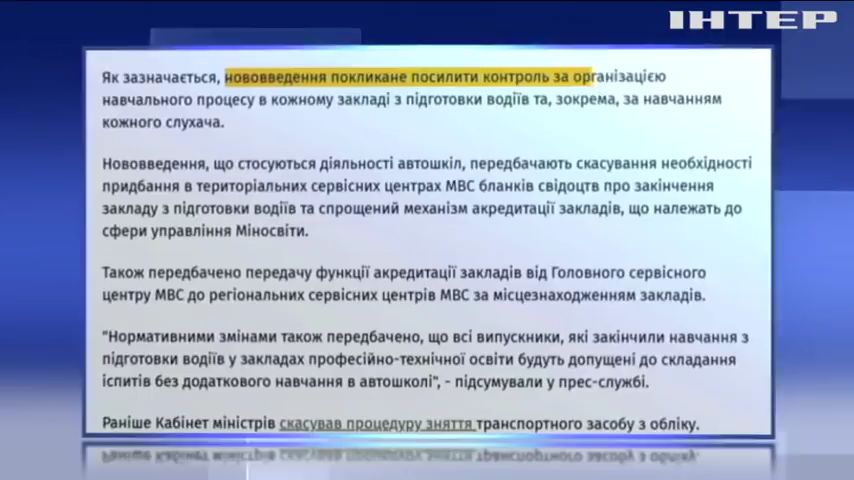 ІНТЕР
Як зазначається, нововведення покликане посилити контроль за організацією
навчального процесу в кожному закладі з підготовки водіїв та, зокрема, за навчанням
кожного слухача.
Нововведення, що стосуються діяльності автошкіл, передбачають скасування необхідності
придбання в територіальних сервісних центрах МВС бланків свідоцтв про закінчення
закладу з підготовки водіїв та спрощений механізм акредитації закладів, що належать до
сфери управління Міносвіти.
Також передбачено передачу функції акредитації закладів від Головного сервісного
центру МВС до регіональних сервісних центрів МВС за місцезнаходженням закладів.
"Нормативними змінами також передбачено, що всі випускники, які закінчили навчання з
підготовки водіїв у закладах професійно-технічної освіти будуть допущені до складання
іспитів без додаткового навчання в автошколі", - підсумували у прес-службі.
Раніше Кабінет міністрів скасував процедуру зняття транспортного засобу з обліку.